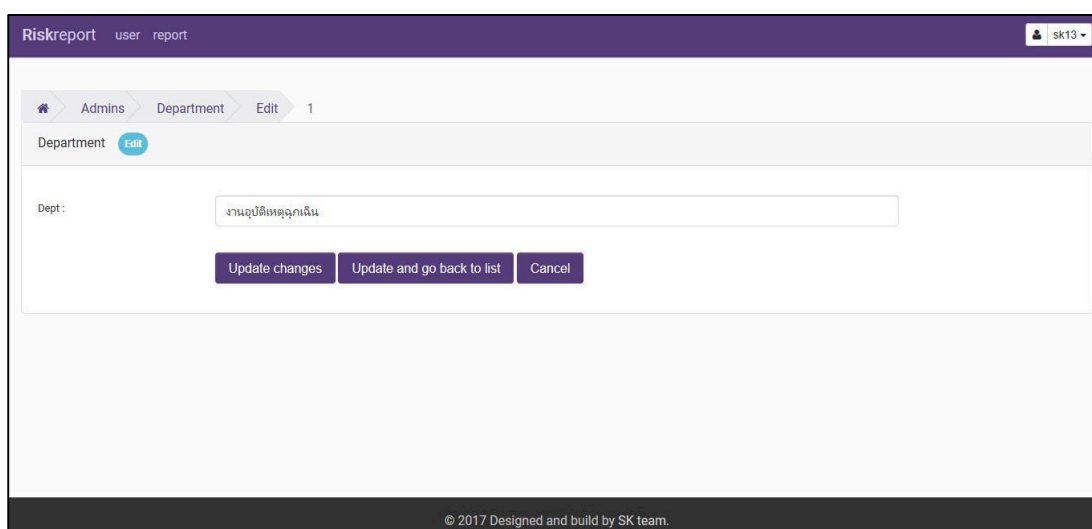 Riskreport user report sk13
Admins Department Edit 1
Department Edit
Dept : งานอุบัติเหตุฉุกเฉิน
Update changes Update and go back to list Cancel
© 2017 Designed and build by SK team.